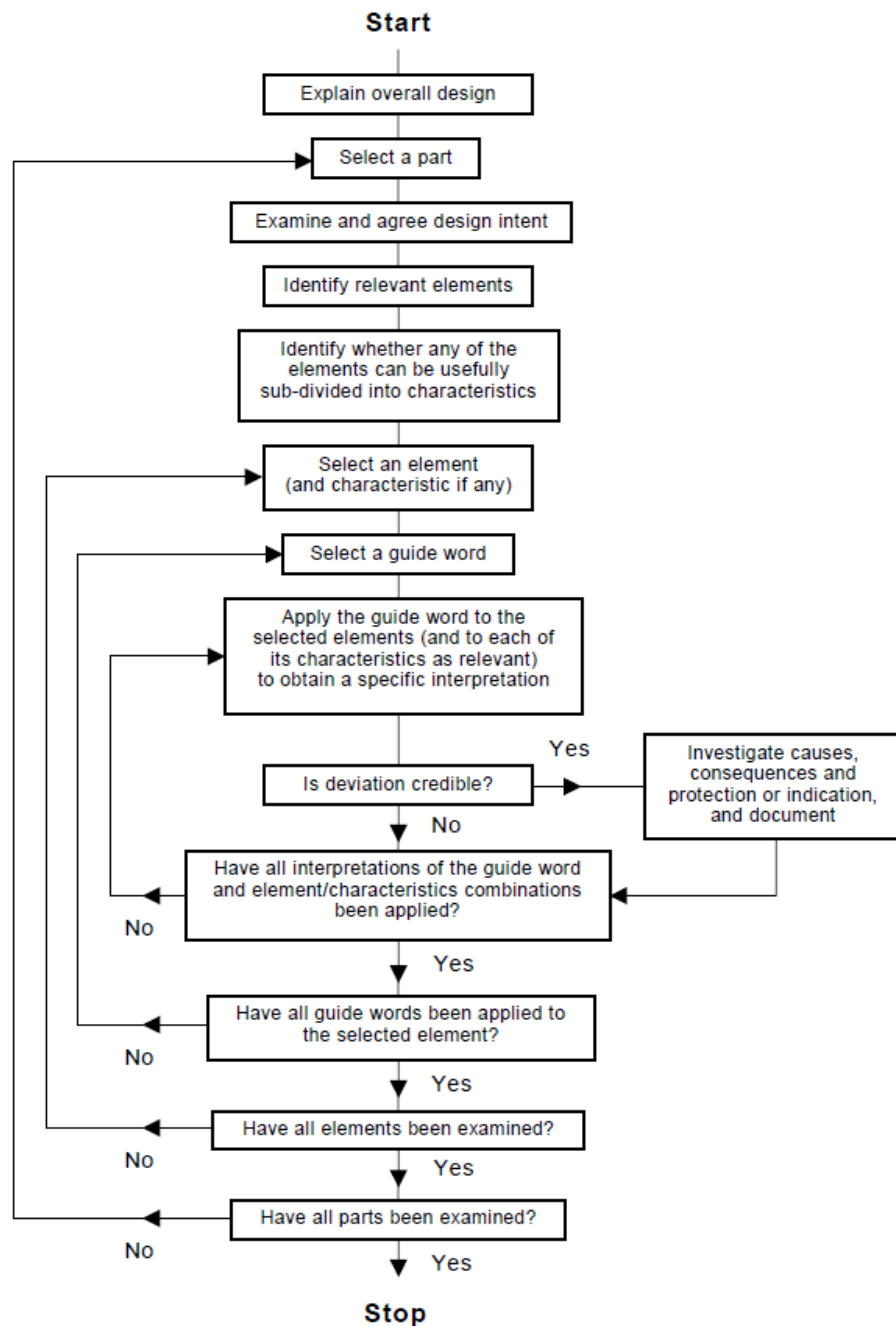 Start
Explain overall design
Select a part
Examine and agree design intent
Identify relevant elements
Identify whether any of the
elements can be usefully
sub-divided into characteristics
Select an element
(and characteristic if any)
Select a guide word
Apply the guide word to the
selected elements (and to each of
its characteristics as relevant)
to obtain a specific interpretation
Is deviation credible?
Yes
Investigate causes,
consequences and
protection or indication,
and document
No
Have all interpretations of the guide word
and element/characteristics combinations
been applied?
No
Yes
Have all guide words been applied to
the selected element?
No
Yes
Have all elements been examined?
No
Yes
Have all parts been examined?
No
Yes
Stop